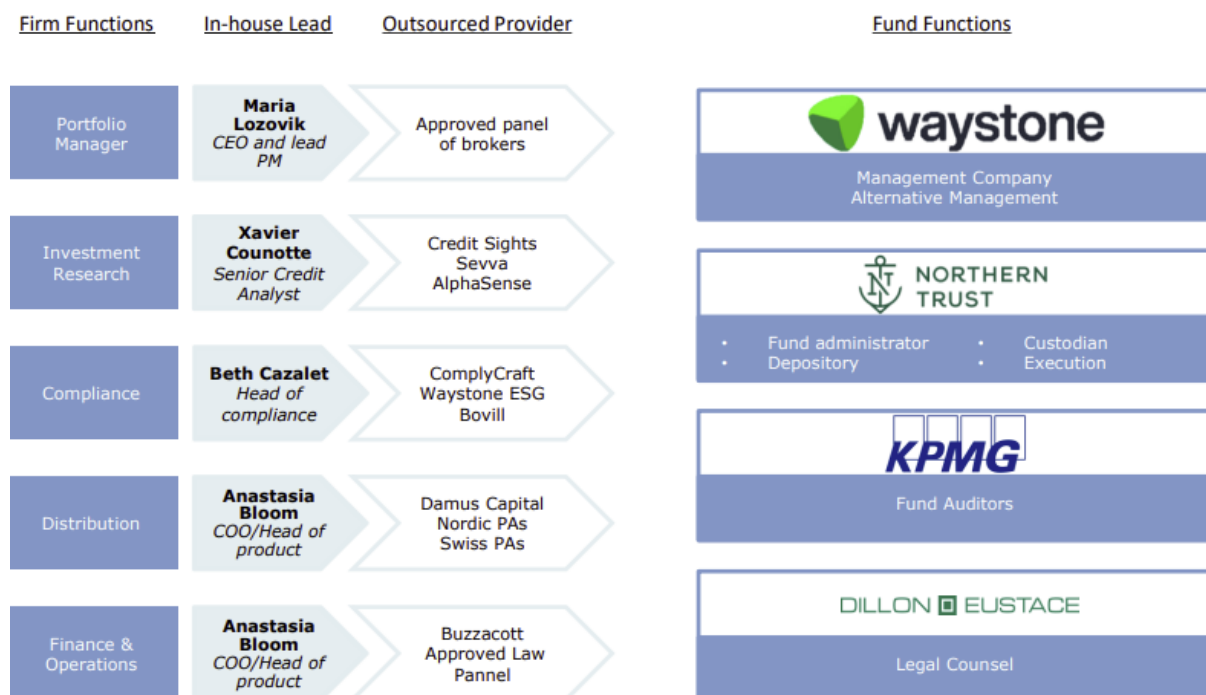 Firm Functions
In-house Lead
Outsourced Provider
Fund Functions
Portfolio
Manager
Maria
Lozovik
CEO and lead
PM
Approved panel
of brokers
Investment
Research
Xavier
Counotte
Senior Credit
Analyst
Credit Sights
Sevva
AlphaSense
Compliance
Beth Cazalet
Head of
compliance
ComplyCraft
Waystone ESG
Bovill
Distribution
Anastasia
Bloom
COO/Head of
product
Damus Capital
Nordic PAs
Swiss PAs
Finance &
Operations
Anastasia
Bloom
COO/Head of
product
Buzzacott
Approved Law
Pannel
waystone
Management Company
Alternative Management
NORTHERN
TRUST
• Fund administrator
• Depository
• Custodian
• Execution
KPMG
Fund Auditors
DILLON EUSTACE
Legal Counsel